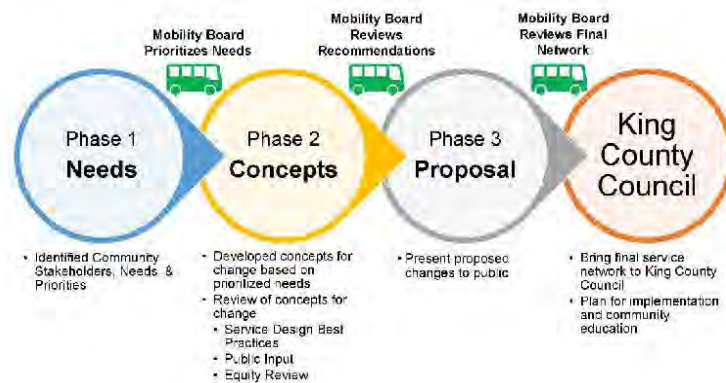 Mobility Board
Prioritizes Needs
Mobility Board
Reviews
Recommendations
Mobility Board
Reviews Final
Network
Phase 1
Needs
Phase 2
Concepts
Phase 3
Proposal
King
County
Council
• Identified Community
Stakeholders, Needs & 
Priorities
• Developed concepts for
change based on
prioritized needs
• Review of concepts for
change
• Service Design Best
Practices
• Public Input
• Equity Review
• Present proposed
changes to public
• Bring final service
network to King County
Council
• Plan for implementation
and community
education